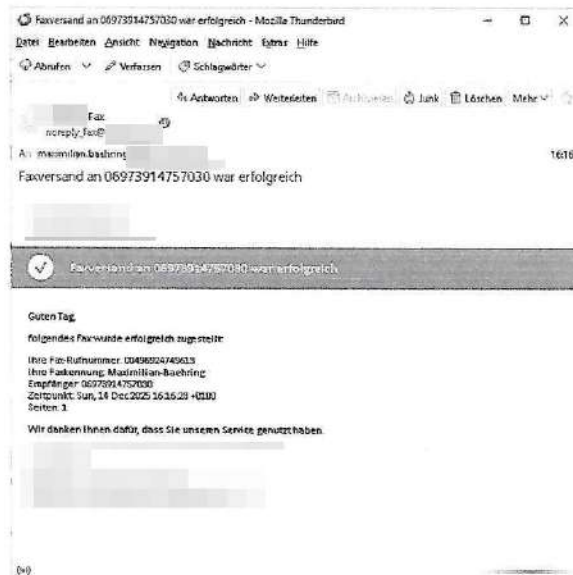 Faxversand an 06973914757030 war erfolgreich - Mozilla Thunderbird
Datei Bearbeiten Ansicht Navigation Nachricht Extras Hilfe
Abrufen Verfassen Schlagwörter
Antworten Weiterleiten Archivieren Junk Löschen Mehr
Fax
noreply_fax@
An maximilian.baehring
16:16
Faxversand an 06973914757030 war erfolgreich
Faxversand an 06973914757030 war erfolgreich
Guten Tag,
folgendes Fax wurde erfolgreich zugestellt:
Ihre Fax-Rufnummer: 00496924749613
Ihre Faxkennung: Maximilian-Baehring
Empfänger: 06973914757030
Zeitpunkt: Sun, 14 Dec 2025 16:16:28 +0100
Seiten: 1
Wir danken Ihnen dafür, dass Sie unseren Service genutzt haben.